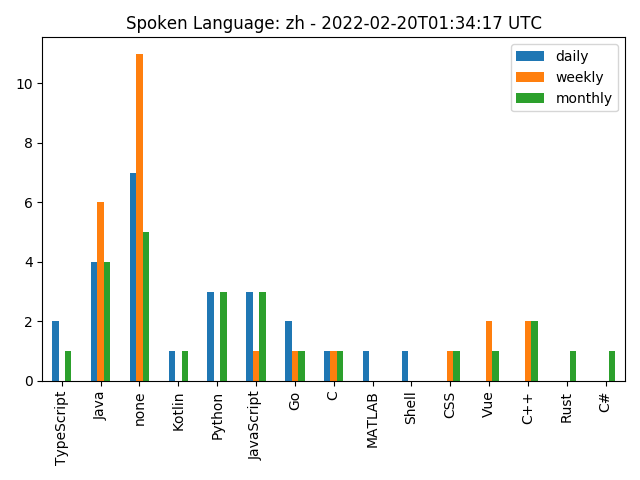 Spoken Language: zh - 2022-02-20T01:34:17 UTC
daily
weekly
monthly
10
8
6
4
2
0
TypeScript
Java
none
Kotlin
Python
JavaScript
Go
C
MATLAB
Shell
CSS
Vue
C++
Rust
C#